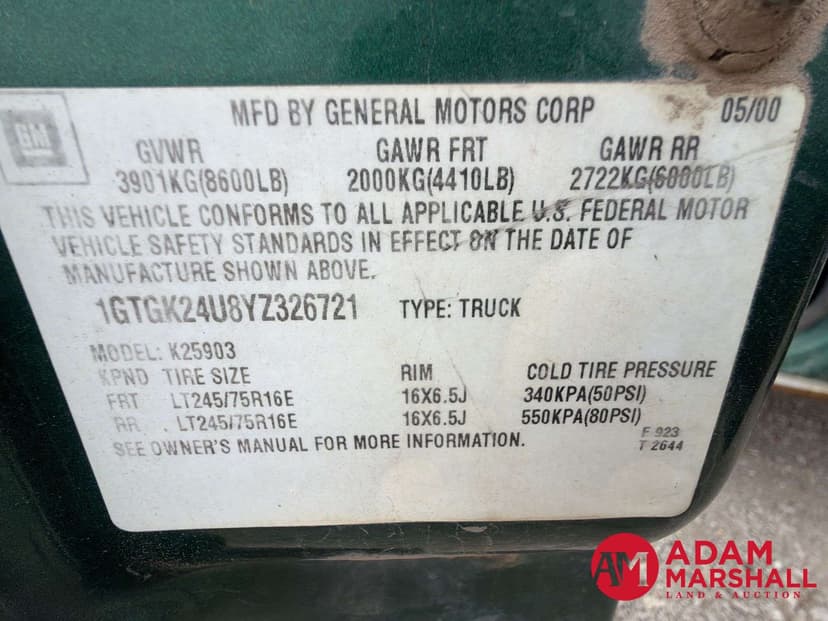 GM
MFD BY GENERAL MOTORS CORP 05/00
GVWR GAWR FRT GAWR RR
3901KG(8600LB) 2000KG(4410LB) 2722KG(6000LB)
THIS VEHICLE CONFORMS TO ALL APPLICABLE U.S. FEDERAL MOTOR
VEHICLE SAFETY STANDARDS IN EFFECT ON THE DATE OF
MANUFACTURE SHOWN ABOVE.
1GTGK24U8YZ326721 TYPE: TRUCK
MODEL: K25903
KPND TIRE SIZE RIM COLD TIRE PRESSURE
FRT LT245/75R16E 16X6.5J 340KPA(50PSI)
RR LT245/75R16E 16X6.5J 550KPA(80PSI)
SEE OWNER'S MANUAL FOR MORE INFORMATION.
F 923
T 2644
AM ADAM
MARSHALL
LAND & AUCTION